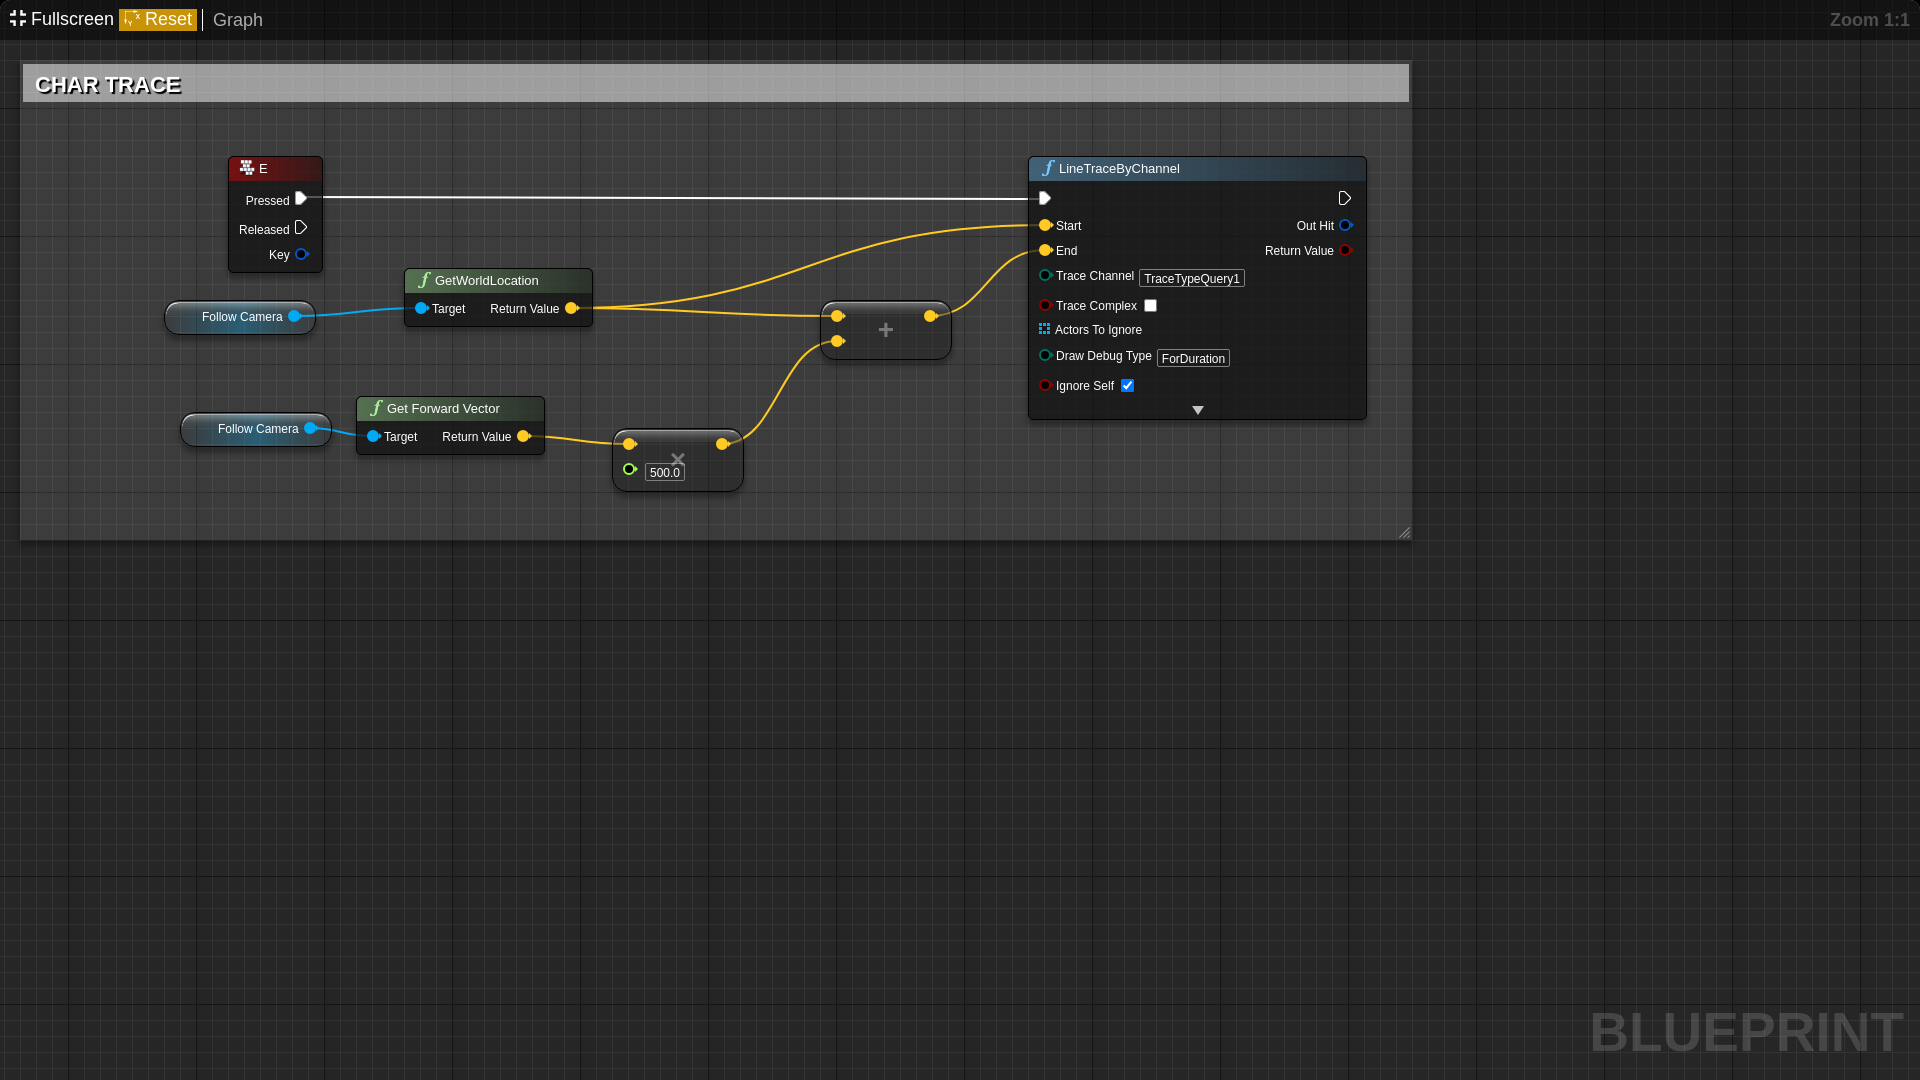 Fullscreen Reset Graph Zoom 1:1
CHAR TRACE
E
Pressed
Released
Key
LineTraceByChannel
Start
End
Trace Channel TraceTypeQuery1
Trace Complex
Actors To Ignore
Draw Debug Type ForDuration
Ignore Self
Out Hit
Return Value
Follow Camera
GetWorldLocation
Target Return Value
+
Follow Camera
Get Forward Vector
Target Return Value
×
500.0
BLUEPRINT